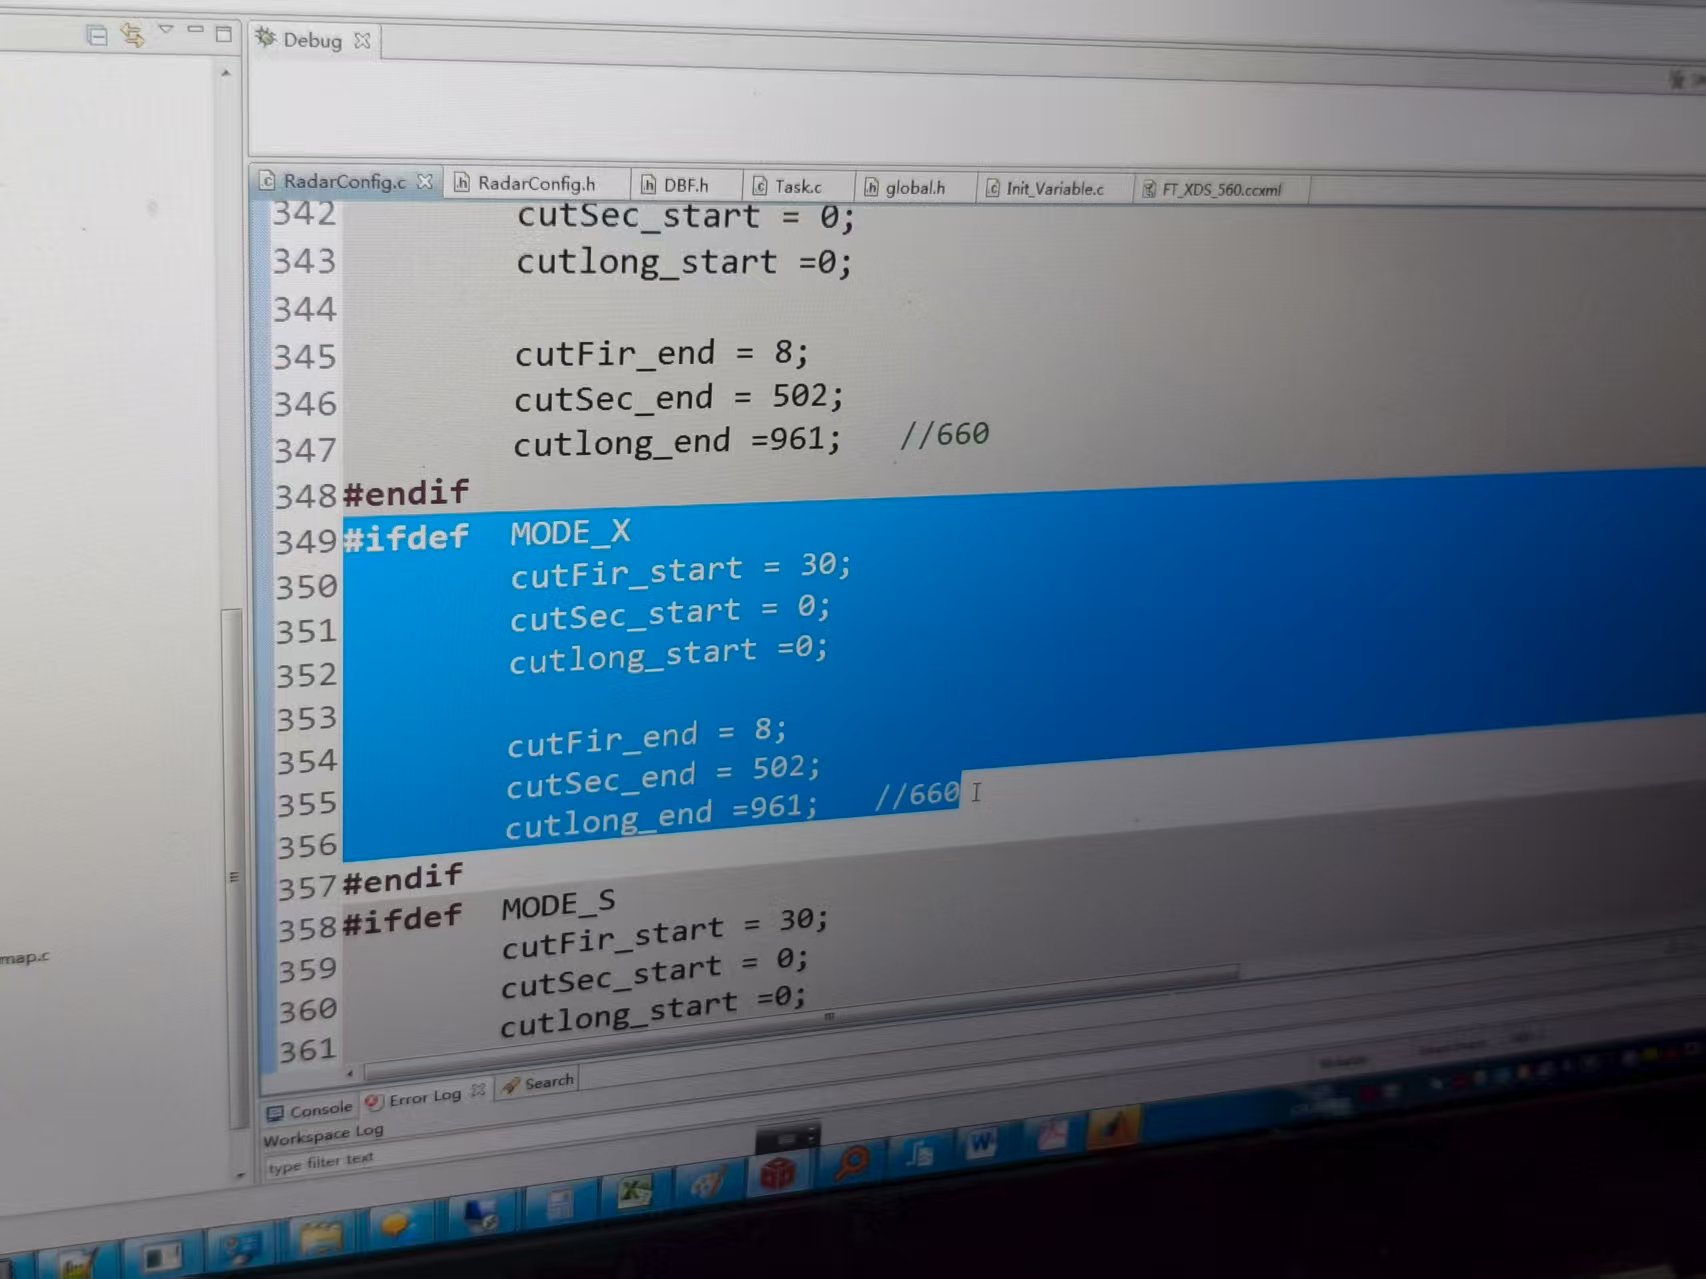 Debug
RadarConfig.c RadarConfig.h DBF.h Task.c global.h Init_Variable.c FT_XDS_560.ccxml
342 cutSec_start = 0;
343 cutlong_start =0;
344
345 cutFir_end = 8;
346 cutSec_end = 502;
347 cutlong_end =961; //660
348 #endif
349 #ifdef MODE_X
350 cutFir_start = 30;
351 cutSec_start = 0;
352 cutlong_start =0;
353
354 cutFir_end = 8;
355 cutSec_end = 502;
356 cutlong_end =961; //660
357 #endif
358 #ifdef MODE_S
359 cutFir_start = 30;
360 cutSec_start = 0;
361 cutlong_start =0;
map.c
Console Error Log Search
Workspace Log
type filter text